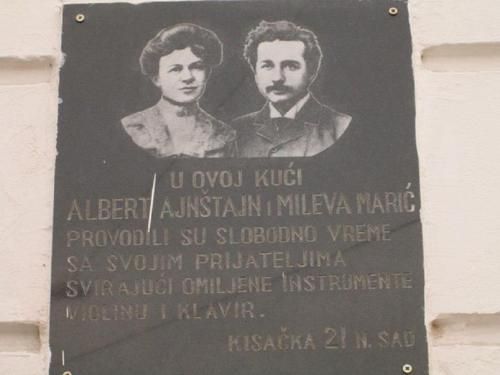 U OVOJ KUĆI
ALBERT AJNŠTAJN I MILEVA MARIĆ
PROVODILI SU SLOBODNO VREME
SA SVOJIM PRIJATELJIMA
SVIRAJUĆI OMILJENE INSTRUMENTE
VIOLINU I KLAVIR.
KISAČKA 21 N. SAD